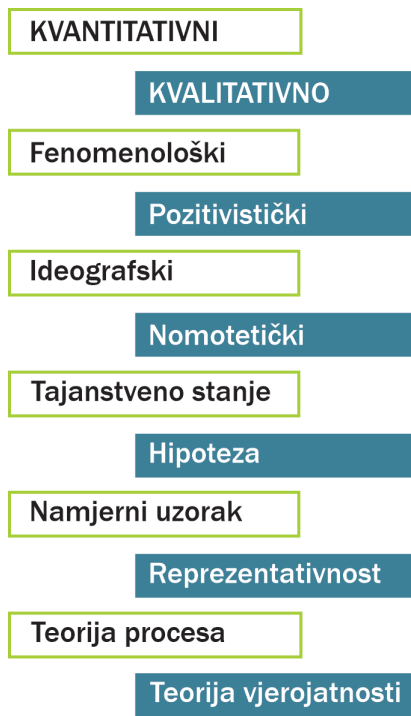 KVANTITATIVNI
KVALITATIVNO
Fenomenološki
Pozitivistički
Ideografski
Nomotetički
Tajanstveno stanje
Hipoteza
Namjerni uzorak
Reprezentativnost
Teorija procesa
Teorija vjerojatnosti